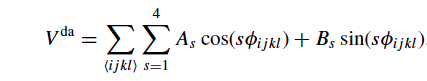 V^{da} = \sum_{\langle ijkl \rangle} \sum_{s=1}^{4} A_s \cos(s\phi_{ijkl}) + B_s \sin(s\phi_{ijkl}).